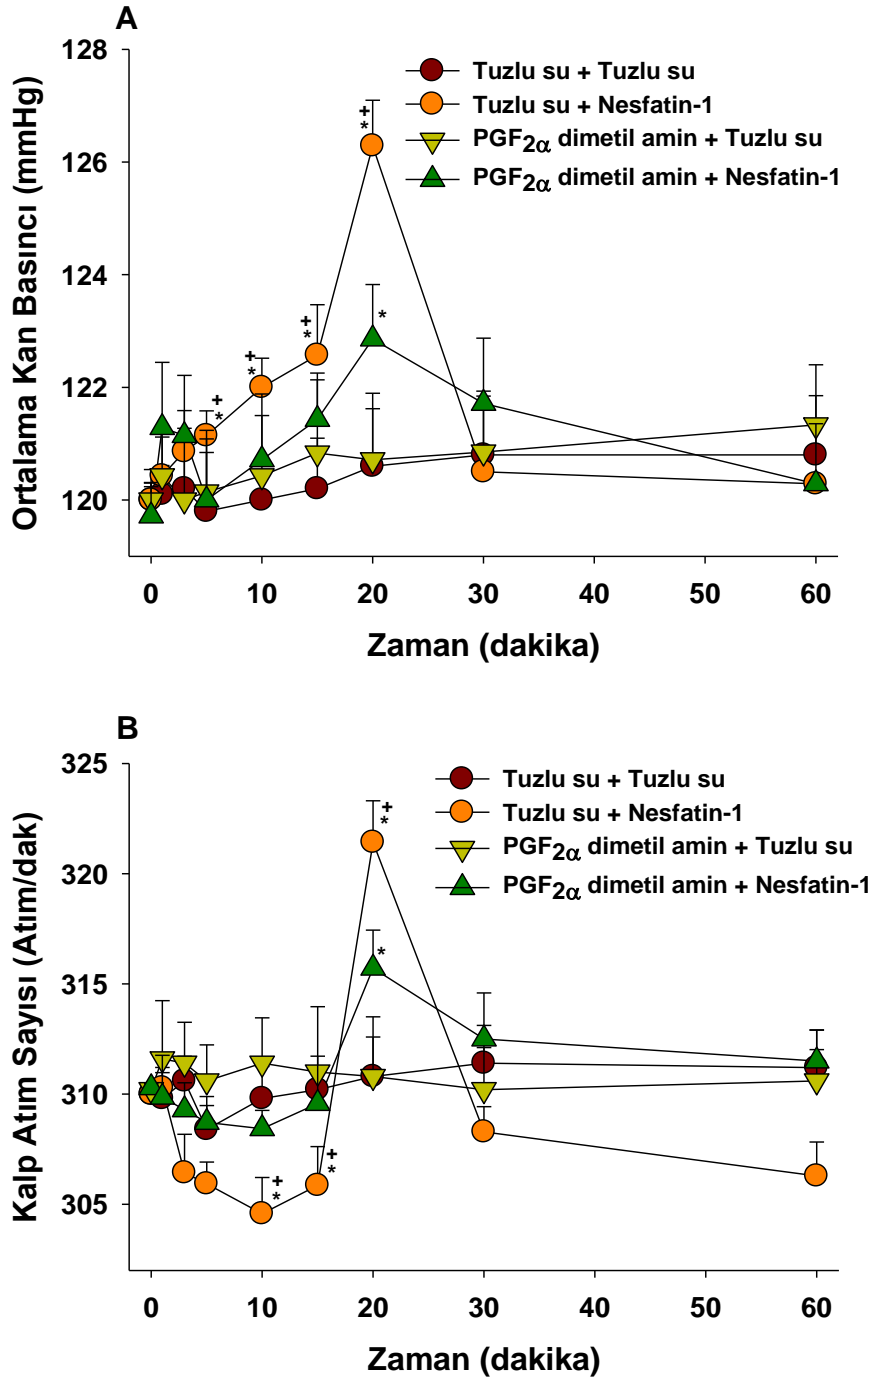 A
Ortalama Kan Basıncı (mmHg)
128
126
124
122
120
Tuzlu su + Tuzlu su
Tuzlu su + Nesfatin-1
PGF2α dimetil amin + Tuzlu su
PGF2α dimetil amin + Nesfatin-1
+
*
+
*
+
*
+
*
*
0 10 20 30 40 50 60
Zaman (dakika)
B
Kalp Atım Sayısı (Atım/dak)
325
320
315
310
305
Tuzlu su + Tuzlu su
Tuzlu su + Nesfatin-1
PGF2α dimetil amin + Tuzlu su
PGF2α dimetil amin + Nesfatin-1
+
*
*
+
*
+
*
0 10 20 30 40 50 60
Zaman (dakika)